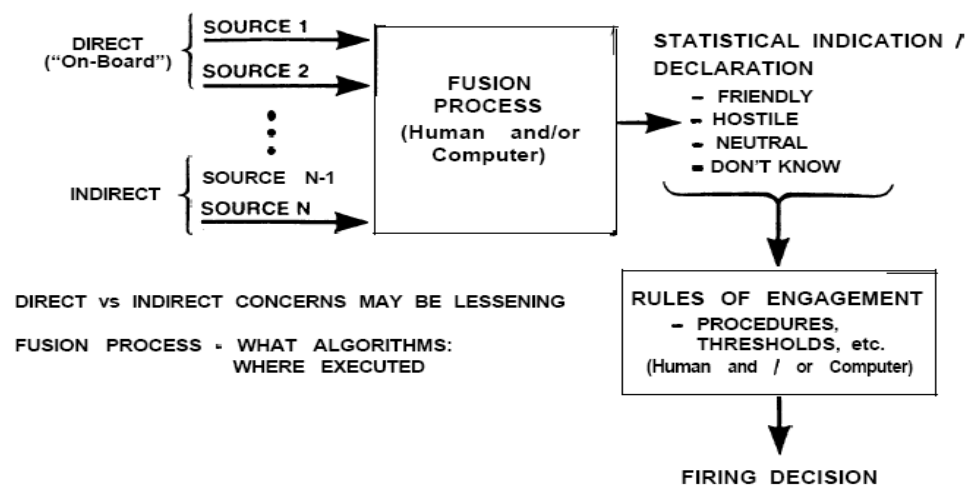 DIRECT
("On-Board")
SOURCE 1
SOURCE 2
INDIRECT
SOURCE N-1
SOURCE N
FUSION
PROCESS
(Human and/or
Computer)
STATISTICAL INDICATION /
DECLARATION
- FRIENDLY
- HOSTILE
- NEUTRAL
- DON'T KNOW
DIRECT vs INDIRECT CONCERNS MAY BE LESSENING
FUSION PROCESS - WHAT ALGORITHMS:
WHERE EXECUTED
RULES OF ENGAGEMENT
- PROCEDURES,
THRESHOLDS, etc.
(Human and / or Computer)
FIRING DECISION